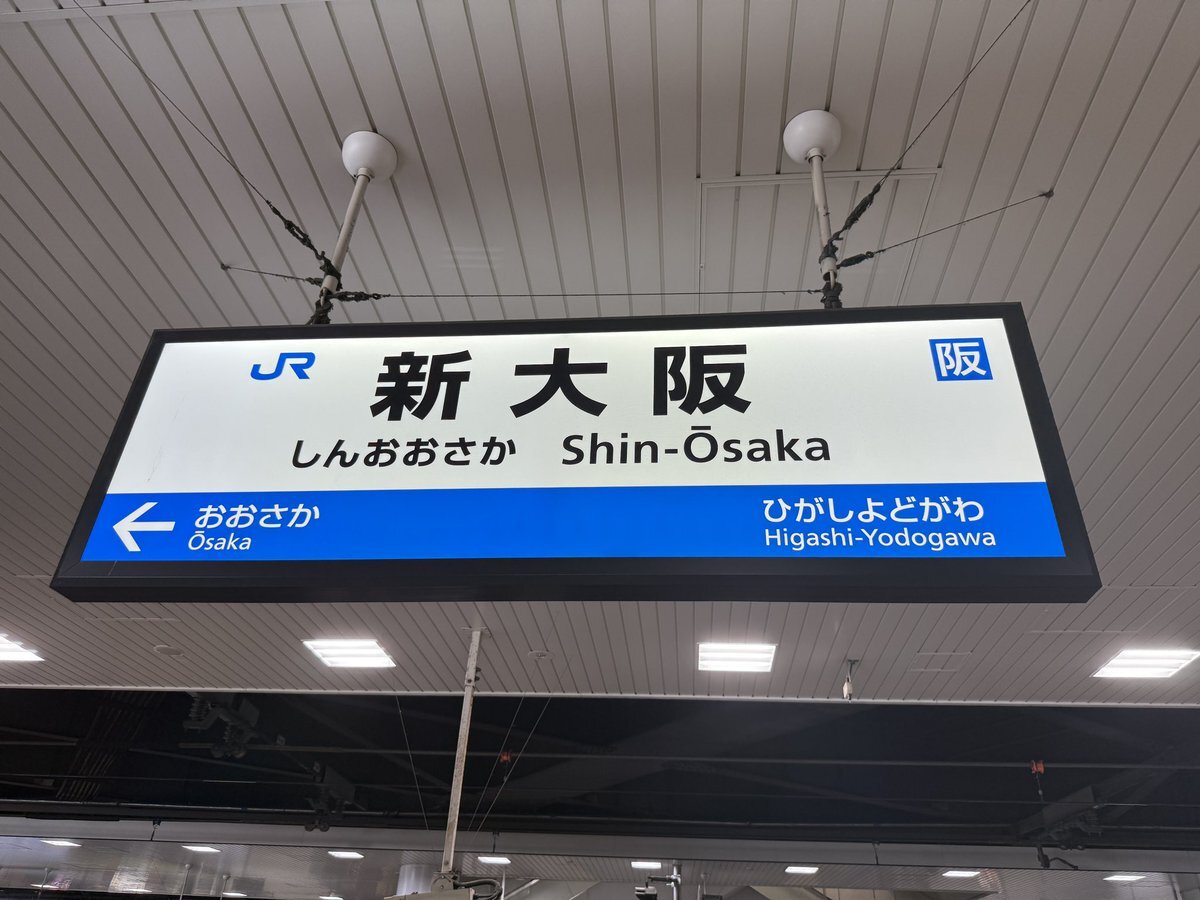 JR 新大阪 阪
しんおおさか Shin-Ōsaka
← おおさか ひがしよどがわ
Ōsaka Higashi-Yodogawa